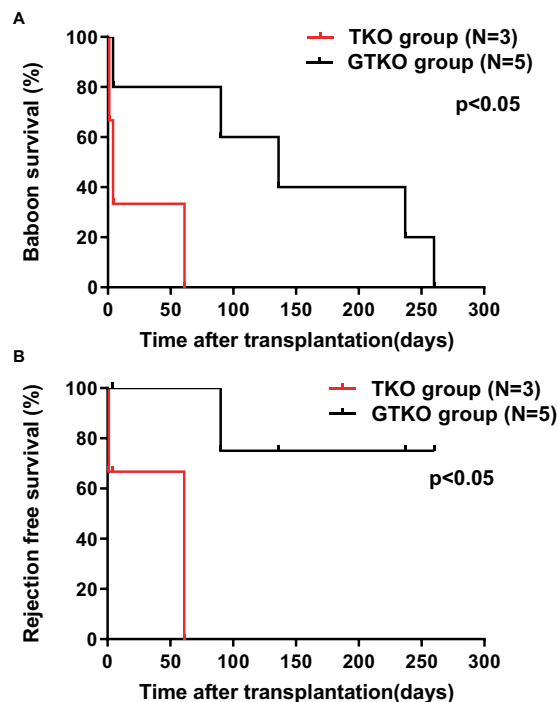 A
TKO group (N=3)
GTKO group (N=5)
p<0.05
Baboon survival (%)
100
80
60
40
20
0
0 50 100 150 200 250 300
Time after transplantation(days)
B
TKO group (N=3)
GTKO group (N=5)
p<0.05
Rejection free survival (%)
100
80
60
40
20
0
0 50 100 150 200 250 300
Time after transplantation(days)